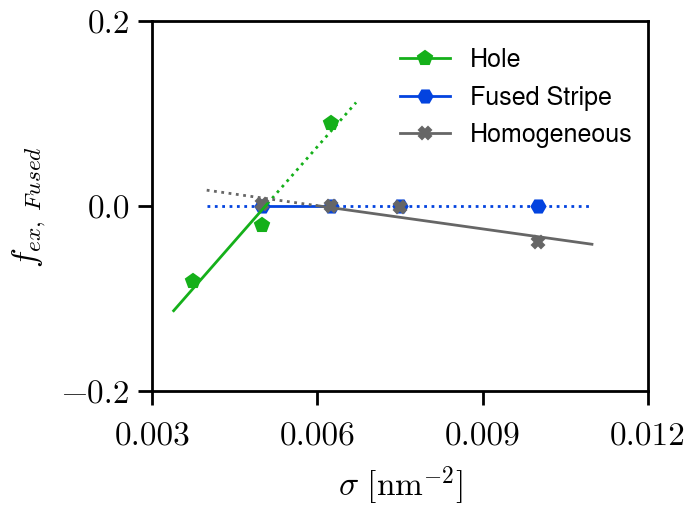 0.2
Hole
Fused Stripe
Homogeneous
f_{ex, Fused}
0.0
−0.2
0.003 0.006 0.009 0.012
σ [nm⁻²]